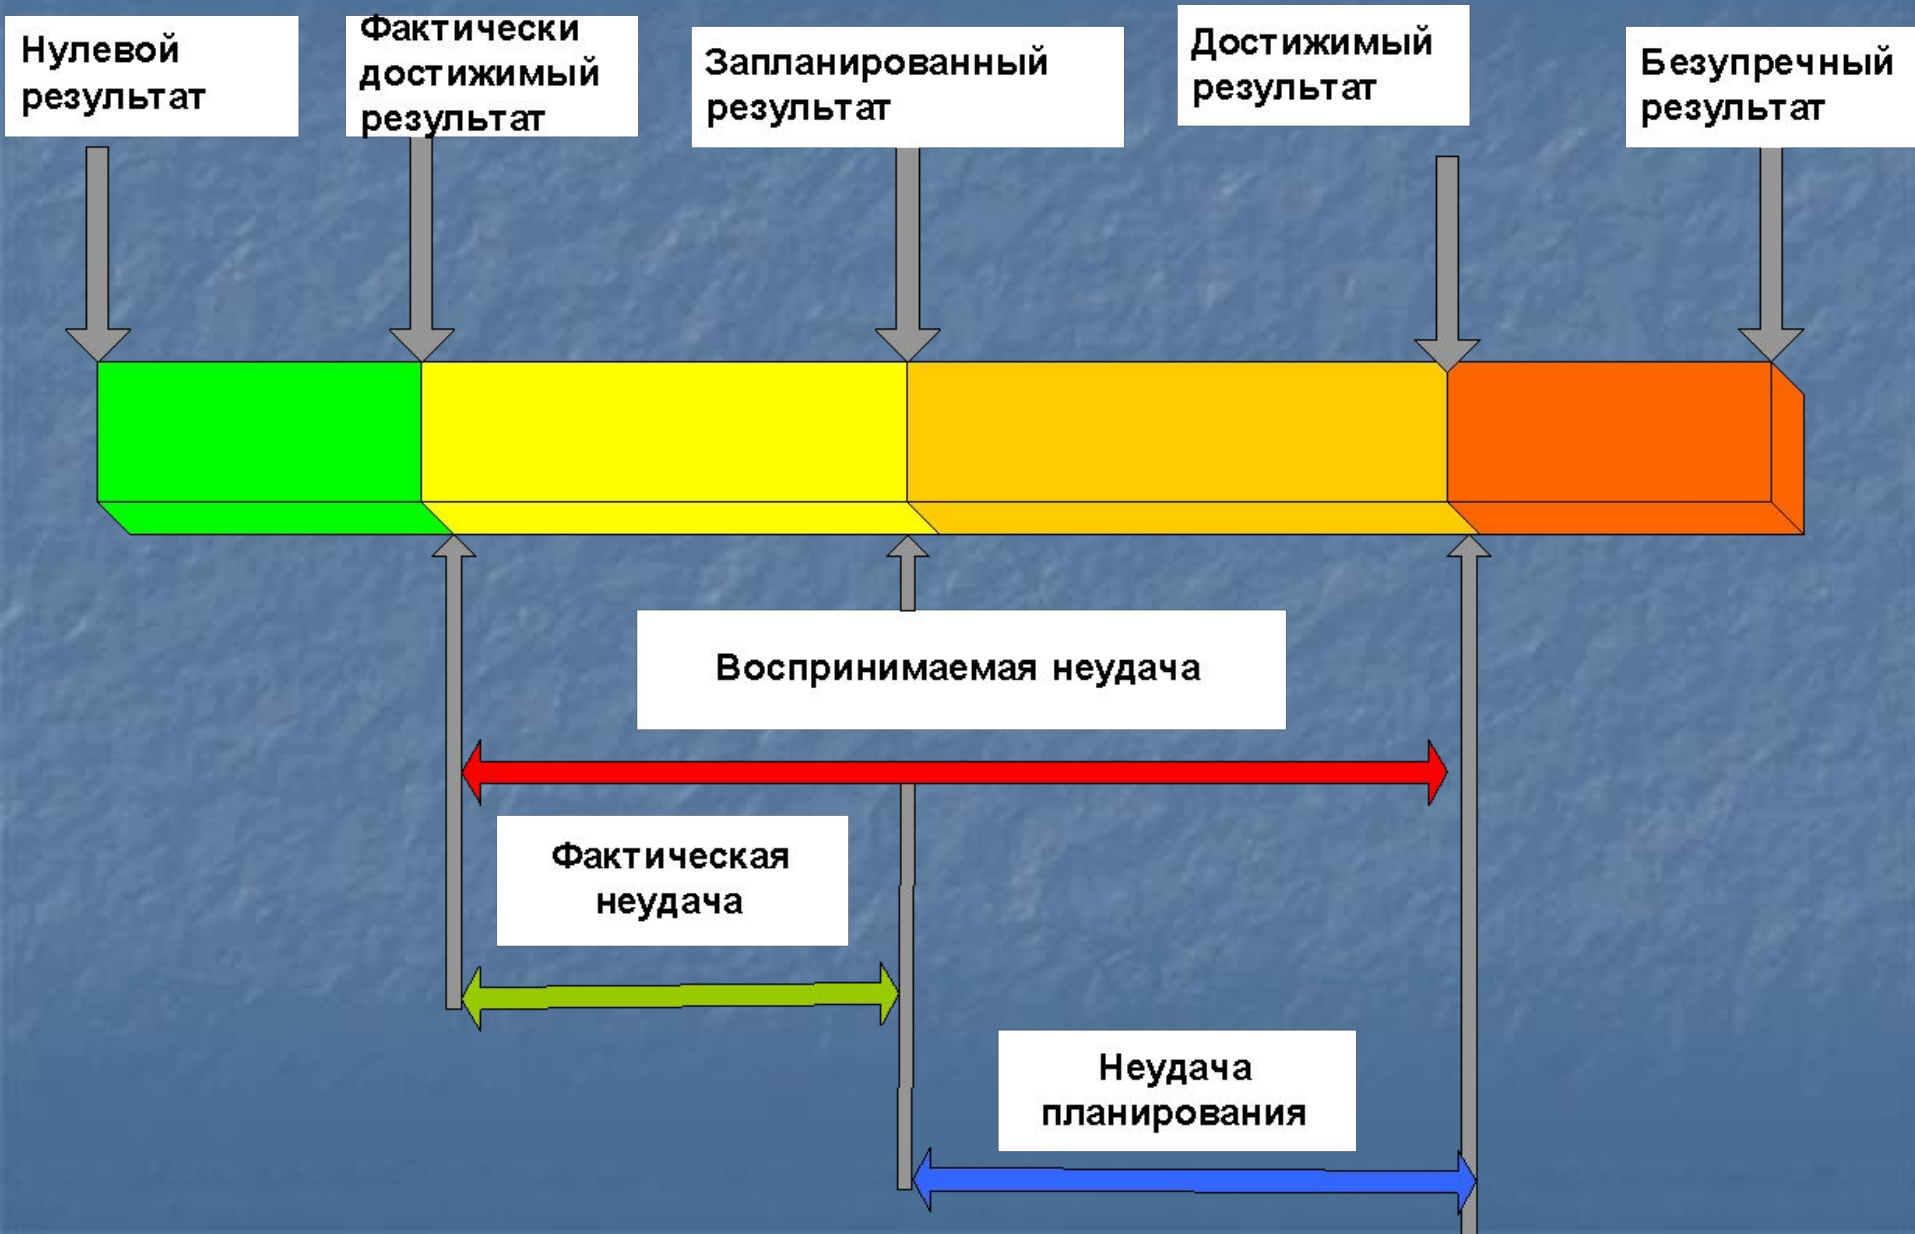 Нулевой
результат
Фактически
достижимый
результат
Запланированный
результат
Достижимый
результат
Безупречный
результат
Воспринимаемая неудача
Фактическая
неудача
Неудача
планирования